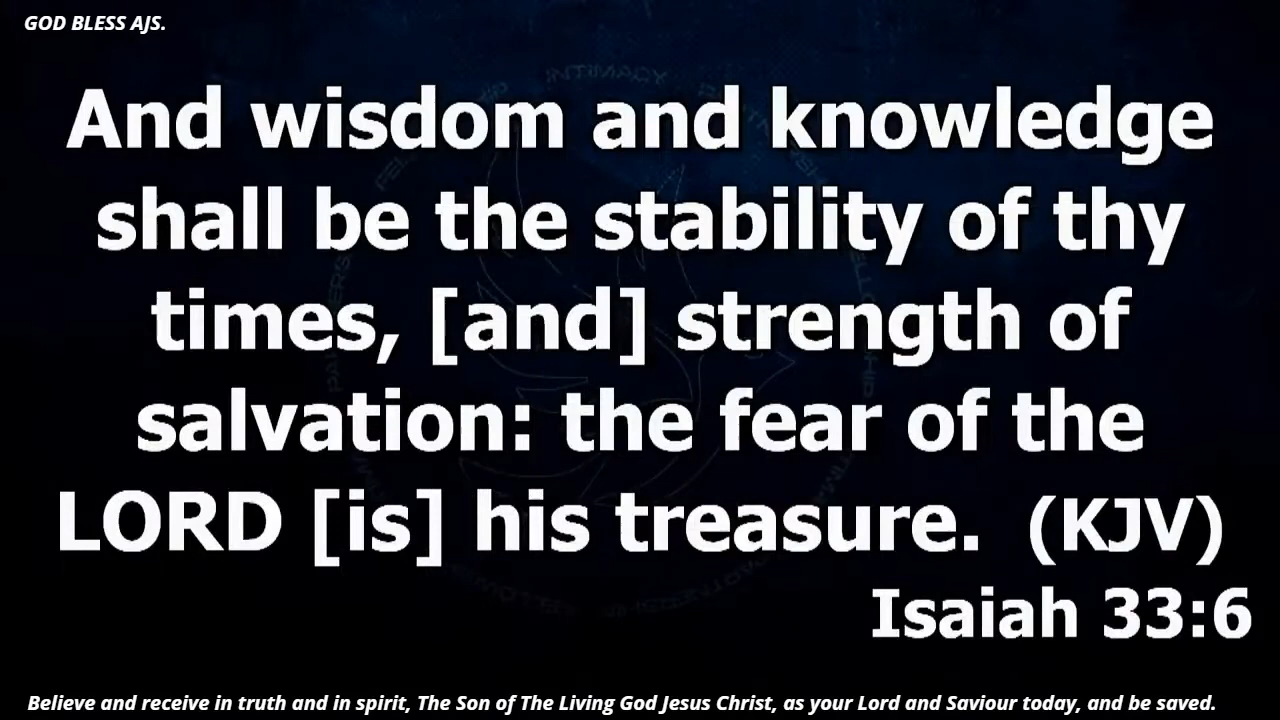 GOD BLESS AJS.
And wisdom and knowledge
shall be the stability of thy
times, [and] strength of
salvation: the fear of the
LORD [is] his treasure.  (KJV)
Isaiah 33:6
Believe and receive in truth and in spirit, The Son of The Living God Jesus Christ, as your Lord and Saviour today, and be saved.